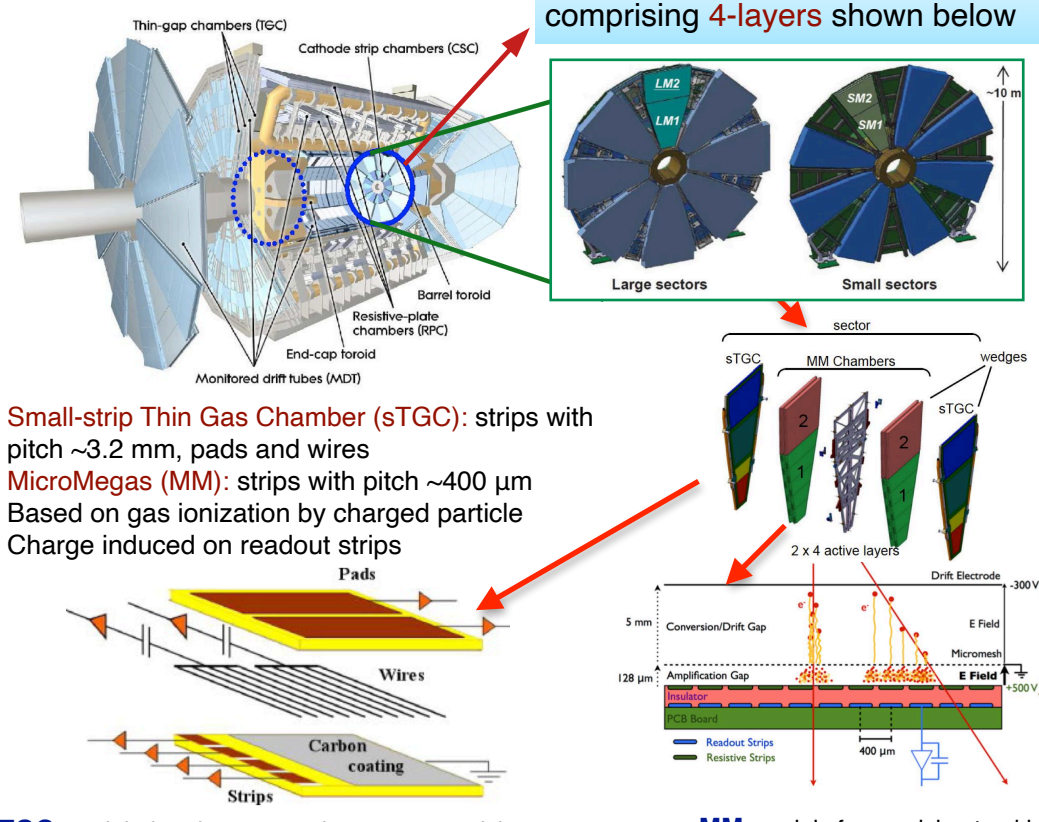 comprising 4-layers shown below
Thin-gap chambers (TGC)
Cathode strip chambers (CSC)
Barrel toroid
Resistive-plate
chambers (RPC)
End-cap toroid
Monitored drift tubes (MDT)
LM2
LM1
SM2
SM1
~10 m
Large sectors
Small sectors
sector
sTGC
MM Chambers
wedges
sTGC
2
1
2
1
2 x 4 active layers
Small-strip Thin Gas Chamber (sTGC): strips with
pitch ~3.2 mm, pads and wires
MicroMegas (MM): strips with pitch ~400 µm
Based on gas ionization by charged particle
Charge induced on readout strips
Pads
Wires
Carbon
coating
Strips
Drift Electrode
-300 V
e-
e-
5 mm
Conversion/Drift Gap
E Field
Micromesh
128 µm
Amplification Gap
E Field
+500 V
Insulator
PCB Board
Readout Strips
Resistive Strips
400 µm
TGC
MM